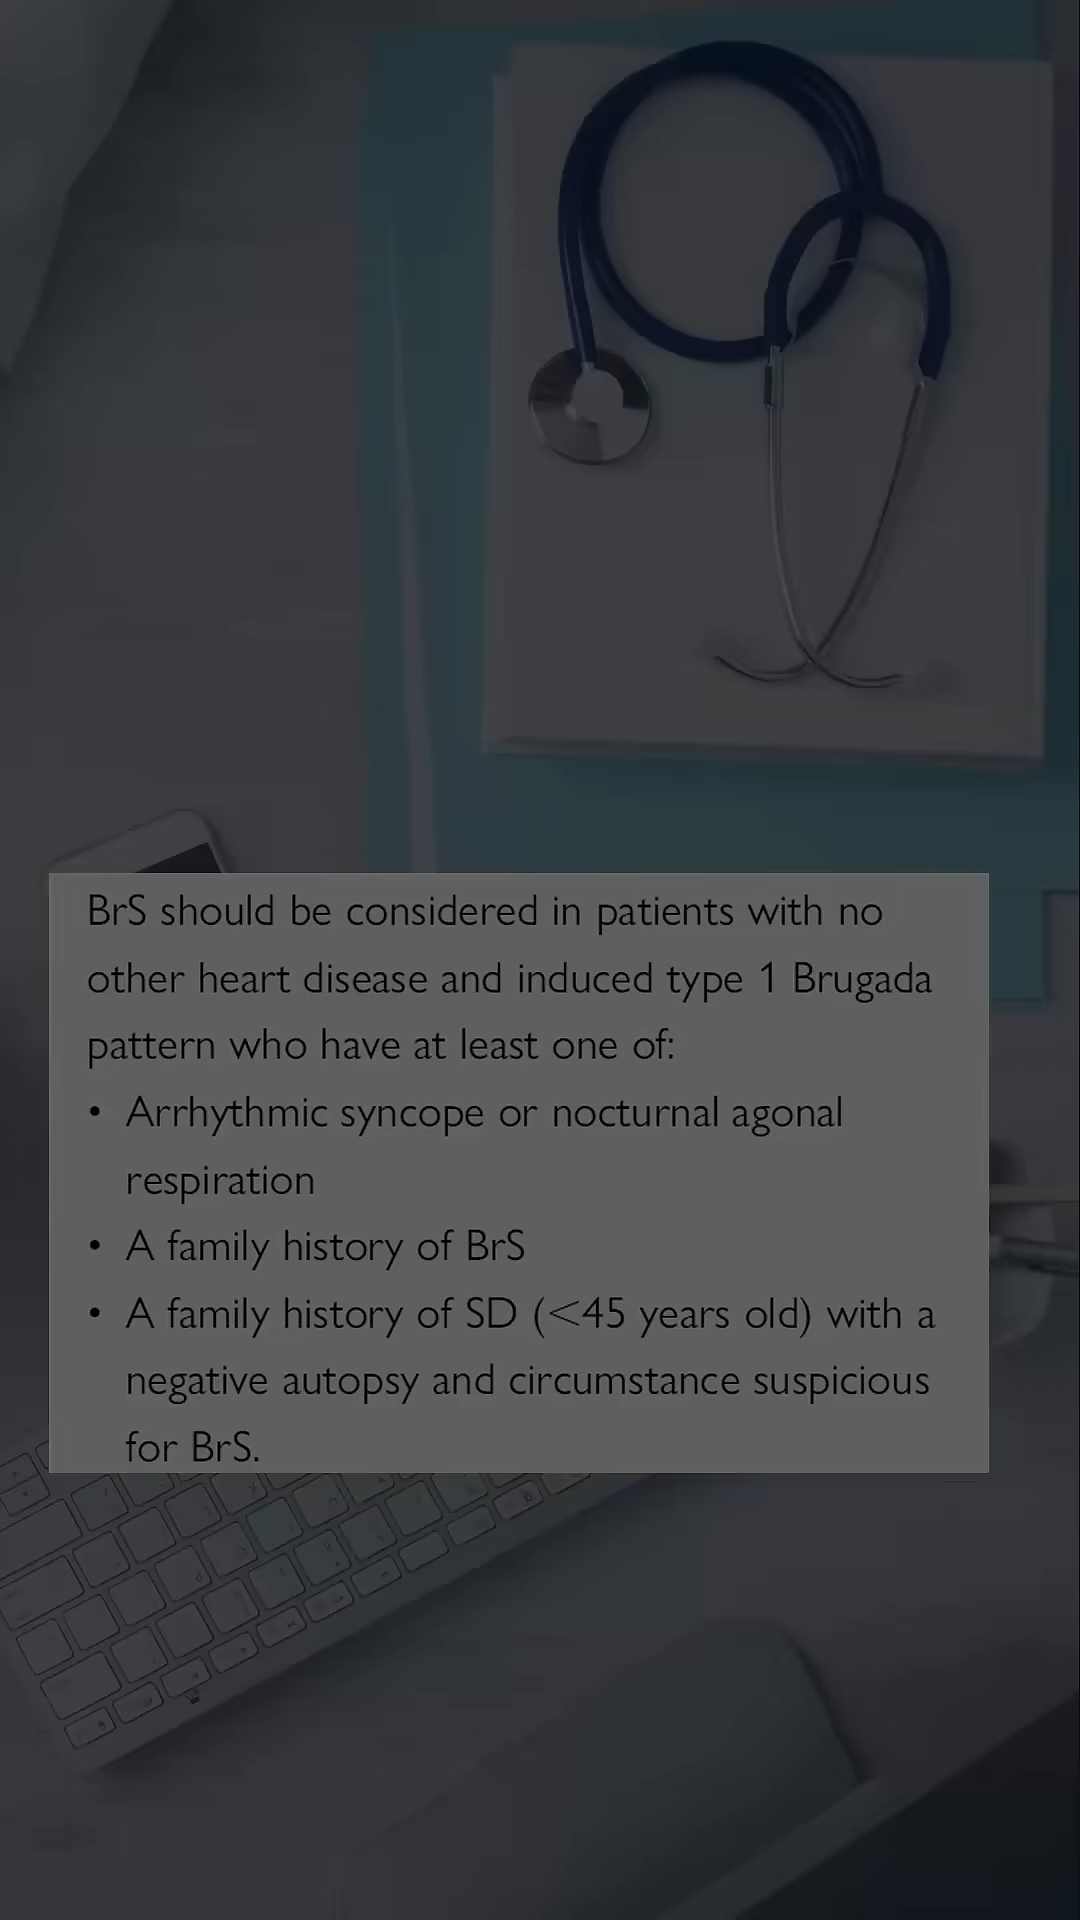 BrS should be considered in patients with no
other heart disease and induced type 1 Brugada
pattern who have at least one of:
• Arrhythmic syncope or nocturnal agonal
respiration
• A family history of BrS
• A family history of SD (<45 years old) with a
negative autopsy and circumstance suspicious
for BrS.